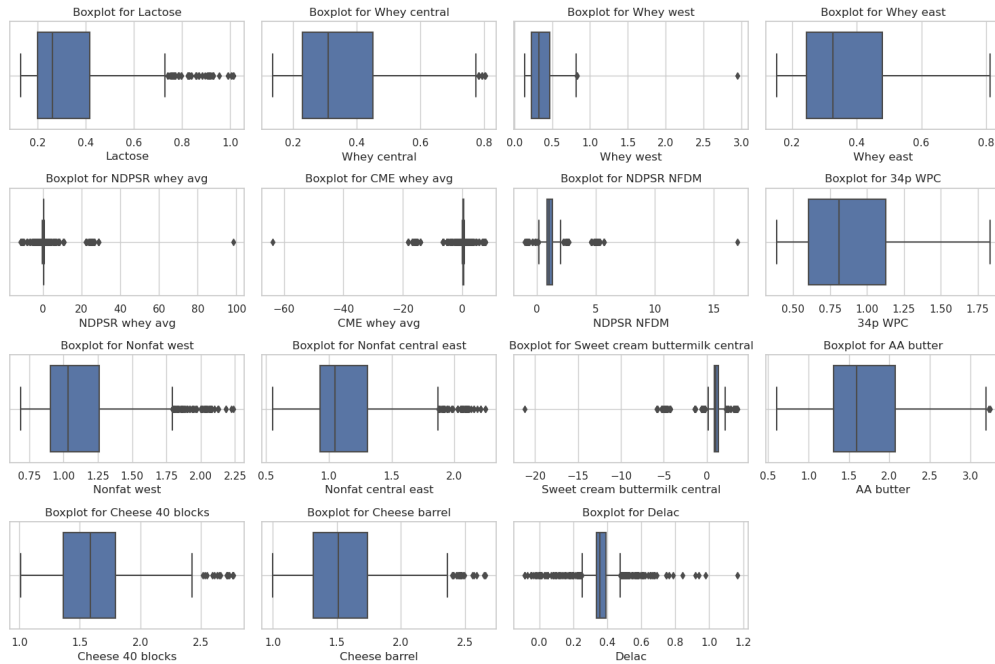 Boxplot for Lactose
0.2 0.4 0.6 0.8 1.0
Lactose
Boxplot for Whey central
0.2 0.4 0.6 0.8
Whey central
Boxplot for Whey west
0.0 0.5 1.0 1.5 2.0 2.5 3.0
Whey west
Boxplot for Whey east
0.2 0.4 0.6 0.8
Whey east
Boxplot for NDPSR whey avg
0 20 40 60 80 100
NDPSR whey avg
Boxplot for CME whey avg
−60 −40 −20 0
CME whey avg
Boxplot for NDPSR NFDM
0 5 10 15
NDPSR NFDM
Boxplot for 34p WPC
0.50 0.75 1.00 1.25 1.50 1.75
34p WPC
Boxplot for Nonfat west
0.75 1.00 1.25 1.50 1.75 2.00 2.25
Nonfat west
Boxplot for Nonfat central east
0.5 1.0 1.5 2.0
Nonfat central east
Boxplot for Sweet cream buttermilk central
−20 −15 −10 −5 0
Sweet cream buttermilk central
Boxplot for AA butter
0.5 1.0 1.5 2.0 2.5 3.0
AA butter
Boxplot for Cheese 40 blocks
1.0 1.5 2.0 2.5
Cheese 40 blocks
Boxplot for Cheese barrel
1.0 1.5 2.0 2.5
Cheese barrel
Boxplot for Delac
0.0 0.2 0.4 0.6 0.8 1.0 1.2
Delac